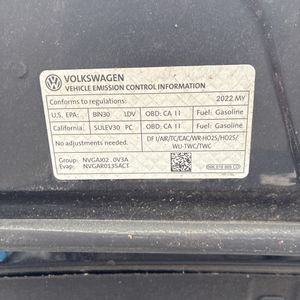 VOLKSWAGEN
VEHICLE EMISSION CONTROL INFORMATION
Conforms to regulations: 2022 MY
U.S. EPA: BIN30 LDV OBD: CA II Fuel: Gasoline
California: SULEV30 PC OBD: CA II Fuel: Gasoline
No adjustments needed. DFI/AIR/TC/CAC/WR-HO2S/HO2S/
WU-TWC/TWC
Group: NVGAJ02.0V3A
Evap: NVGAR0135ACT